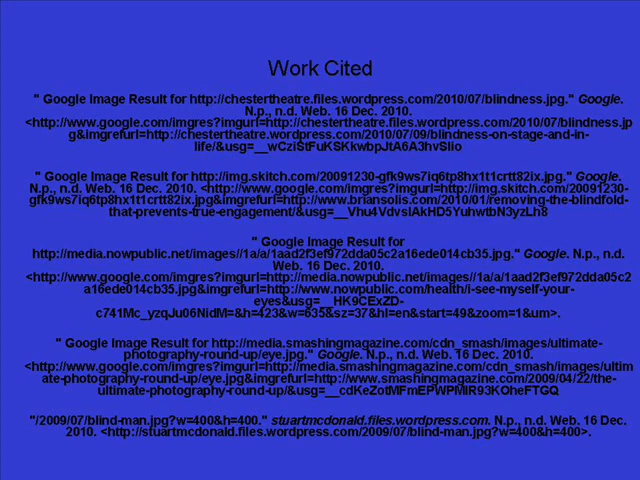 Work Cited
" Google Image Result for http://chestertheatre.files.wordpress.com/2010/07/blindness.jpg." Google.
N.p., n.d. Web. 16 Dec. 2010.
<http://www.google.com/imgres?imgurl=http://chestertheatre.files.wordpress.com/2010/07/blindness.jp
g&imgrefurl=http://chestertheatre.wordpress.com/2010/07/09/blindness-on-stage-and-in-
life/&usg=__wCziStFuKSKkwbpJtA6A3hvSlio
" Google Image Result for http://img.skitch.com/20091230-gfk9ws7iq6tp8hx1t1crtt82ix.jpg." Google.
N.p., n.d. Web. 16 Dec. 2010. <http://www.google.com/imgres?imgurl=http://img.skitch.com/20091230-
gfk9ws7iq6tp8hx1t1crtt82ix.jpg&imgrefurl=http://www.briansolis.com/2010/01/removing-the-blindfold-
that-prevents-true-engagement/&usg=__Vhu4VdvslAkHD5YuhwtbN3yzLh8
" Google Image Result for
http://media.nowpublic.net/images//1a/a/1aad2f3ef972dda05c2a16ede014cb35.jpg." Google. N.p., n.d.
Web. 16 Dec. 2010.
<http://www.google.com/imgres?imgurl=http://media.nowpublic.net/images//1a/a/1aad2f3ef972dda05c2
a16ede014cb35.jpg&imgrefurl=http://www.nowpublic.com/health/i-see-myself-your-
eyes&usg=__HK9CExZD-
c741Mc_yzqJu06NidM=&h=423&w=635&sz=37&hl=en&start=49&zoom=1&um>.
" Google Image Result for http://media.smashingmagazine.com/cdn_smash/images/ultimate-
photography-round-up/eye.jpg." Google. N.p., n.d. Web. 16 Dec. 2010.
<http://www.google.com/imgres?imgurl=http://media.smashingmagazine.com/cdn_smash/images/ultim
ate-photography-round-up/eye.jpg&imgrefurl=http://www.smashingmagazine.com/2009/04/22/the-
ultimate-photography-round-up/&usg=__cdKeZotMFmEPWPMlR93KOheFTGQ
"/2009/07/blind-man.jpg?w=400&h=400." stuartmcdonald.files.wordpress.com. N.p., n.d. Web. 16 Dec.
2010. <http://stuartmcdonald.files.wordpress.com/2009/07/blind-man.jpg?w=400&h=400>.